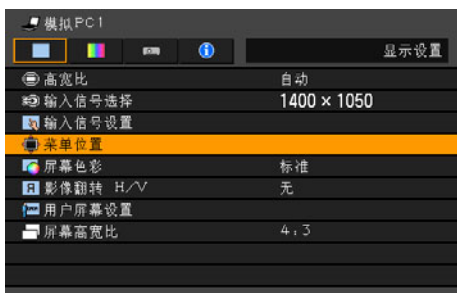 模拟PC1
显示设置
高宽比 自动
输入信号选择 1400 × 1050
输入信号设置
菜单位置
屏幕色彩 标准
影像翻转 H/V 无
用户屏幕设置
屏幕高宽比 4:3